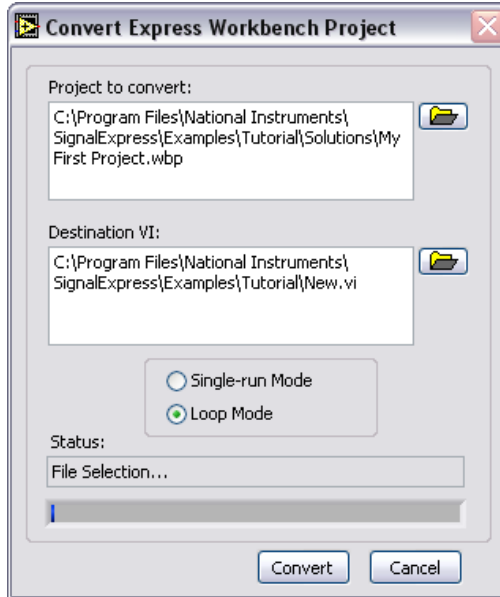 Convert Express Workbench Project
Project to convert:
C:\Program Files\National Instruments\
SignalExpress\Examples\Tutorial\Solutions\My
First Project.wbp
Destination VI:
C:\Program Files\National Instruments\
SignalExpress\Examples\Tutorial\New.vi
Single-run Mode
Loop Mode
Status:
File Selection...
Convert
Cancel